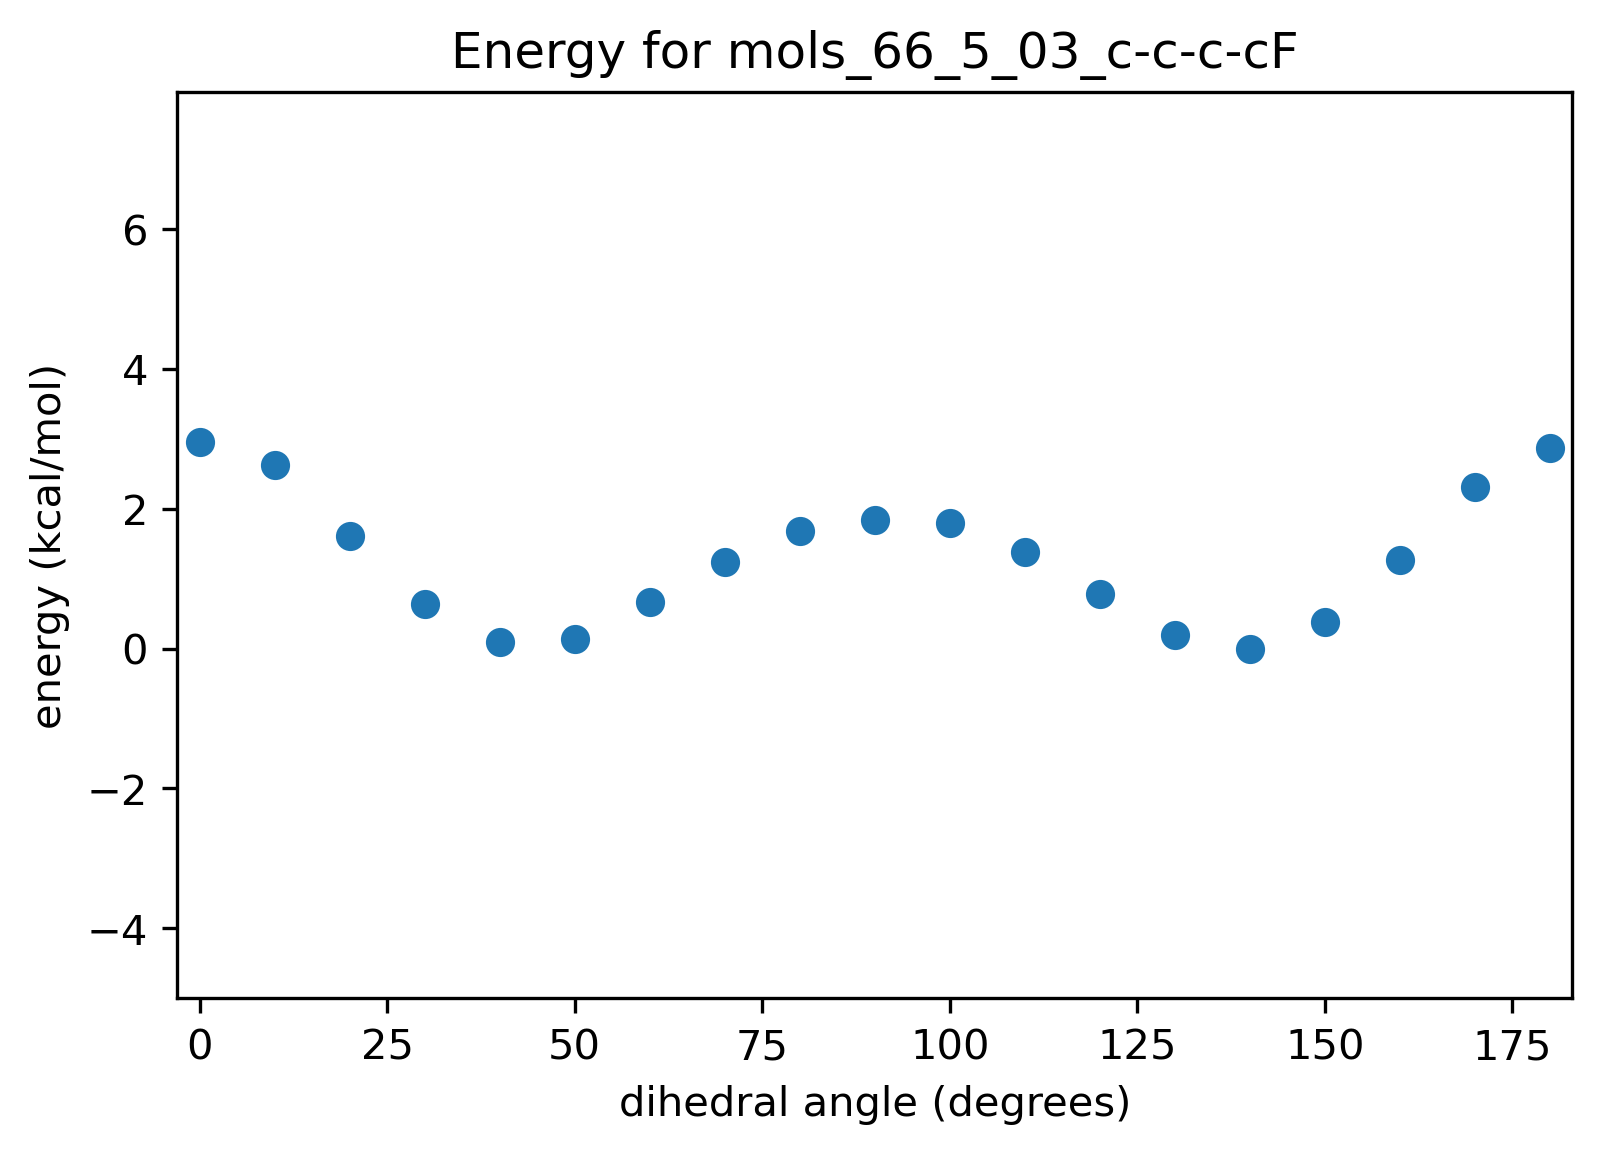 Energy for mols_66_5_03_c-c-c-cF
energy (kcal/mol)
6
4
2
0
−2
−4
0 25 50 75 100 125 150 175
dihedral angle (degrees)